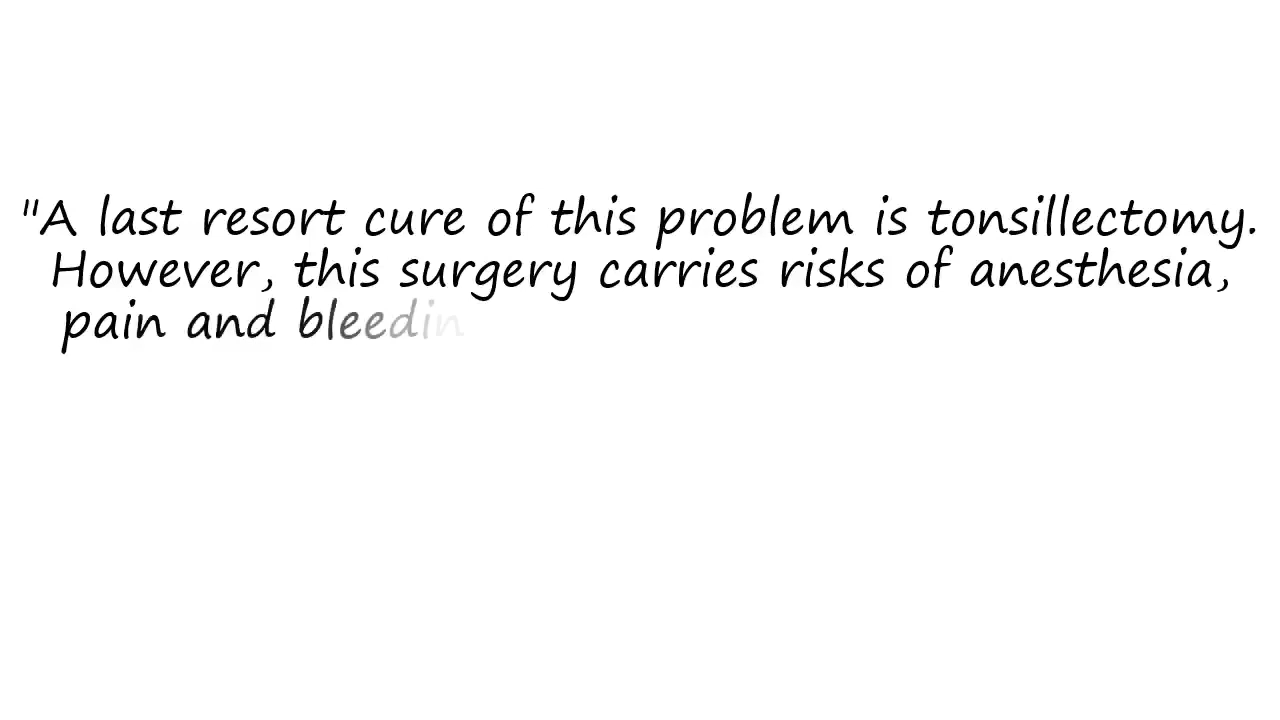 "A last resort cure of this problem is tonsillectomy.
However, this surgery carries risks of anesthesia,
pain and bleedin